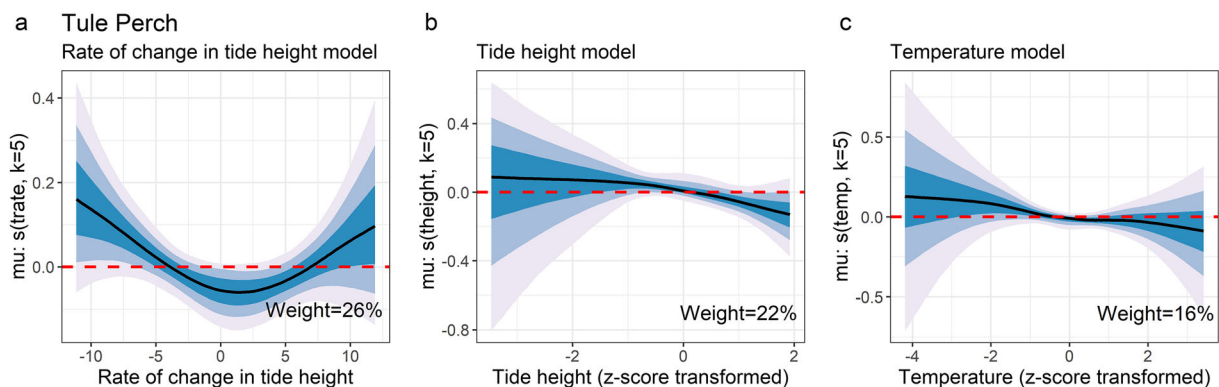 a Tule Perch
Rate of change in tide height model
mu: s(trate, k=5)
0.4
0.2
0.0
Weight=26%
-10 -5 0 5 10
Rate of change in tide height
b
Tide height model
mu: s(height, k=5)
0.4
0.0
-0.4
-0.8
Weight=22%
-2 0 2
Tide height (z-score transformed)
c
Temperature model
mu: s(temp, k=5)
0.5
0.0
-0.5
Weight=16%
-4 -2 0 2
Temperature (z-score transformed)